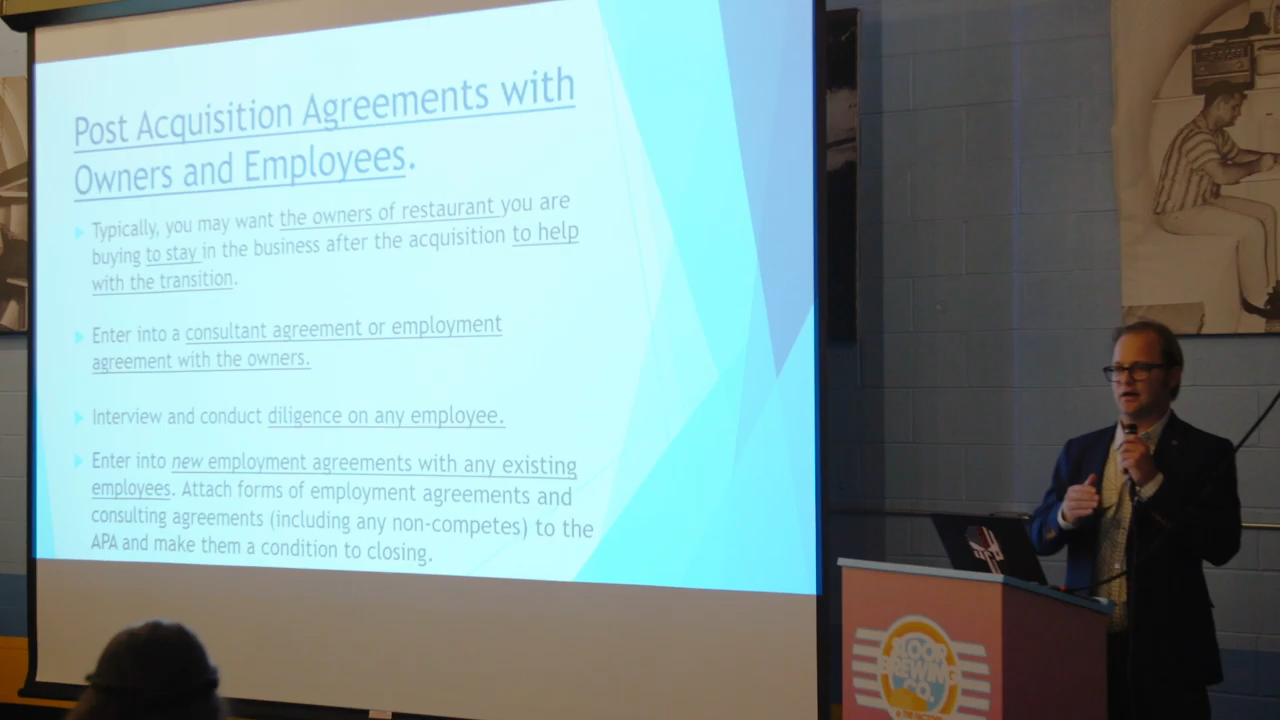 Post Acquisition Agreements with
Owners and Employees.
Typically, you may want the owners of restaurant you are
buying to stay in the business after the acquisition to help
with the transition.
Enter into a consultant agreement or employment
agreement with the owners.
Interview and conduct diligence on any employee.
Enter into new employment agreements with any existing
employees. Attach forms of employment agreements and
consulting agreements (including any non-competes) to the
APA and make them a condition to closing.
BREWING
CO.